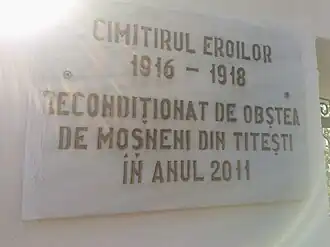 CIMITIRUL EROILOR
1916 - 1918
RECONDIȚIONAT DE OBȘTEA
DE MOȘNENI DIN TITEȘTI
ÎN ANUL 2011